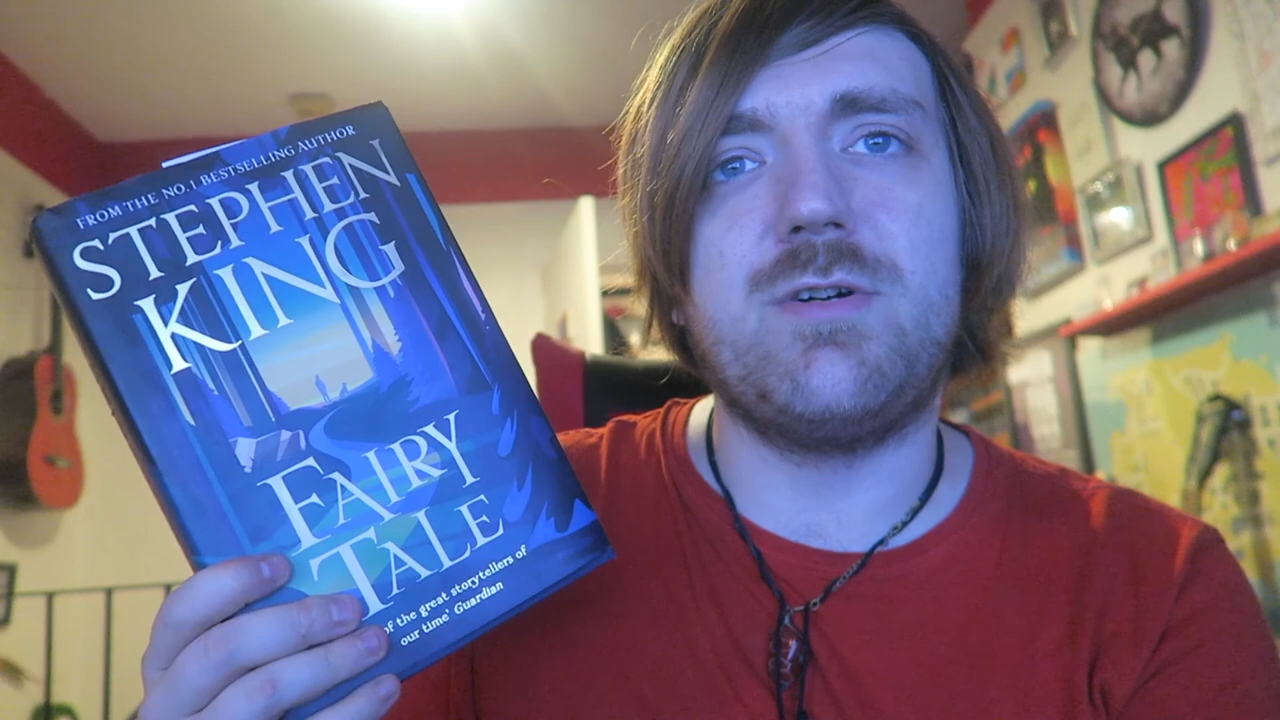 FROM THE NO. 1 BESTSELLING AUTHOR
STEPHEN
KING
FAIRY
TALE
of the great storytellers of
our time' Guardian